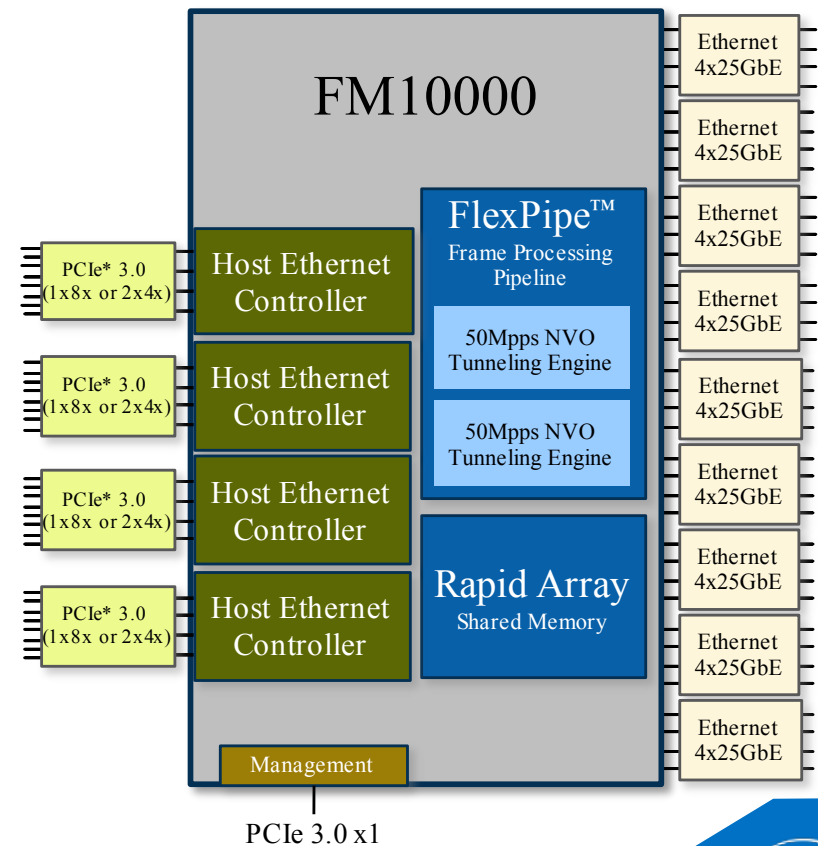 FM10000
FlexPipe™
Frame Processing
Pipeline
50Mpps NVO
Tunneling Engine
50Mpps NVO
Tunneling Engine
Rapid Array
Shared Memory
PCIe* 3.0
(1x8x or 2x4x)
Host Ethernet
Controller
PCIe* 3.0
(1x8x or 2x4x)
Host Ethernet
Controller
PCIe* 3.0
(1x8x or 2x4x)
Host Ethernet
Controller
PCIe* 3.0
(1x8x or 2x4x)
Host Ethernet
Controller
Management
PCIe 3.0 x1
Ethernet
4x25GbE
Ethernet
4x25GbE
Ethernet
4x25GbE
Ethernet
4x25GbE
Ethernet
4x25GbE
Ethernet
4x25GbE
Ethernet
4x25GbE
Ethernet
4x25GbE
Ethernet
4x25GbE